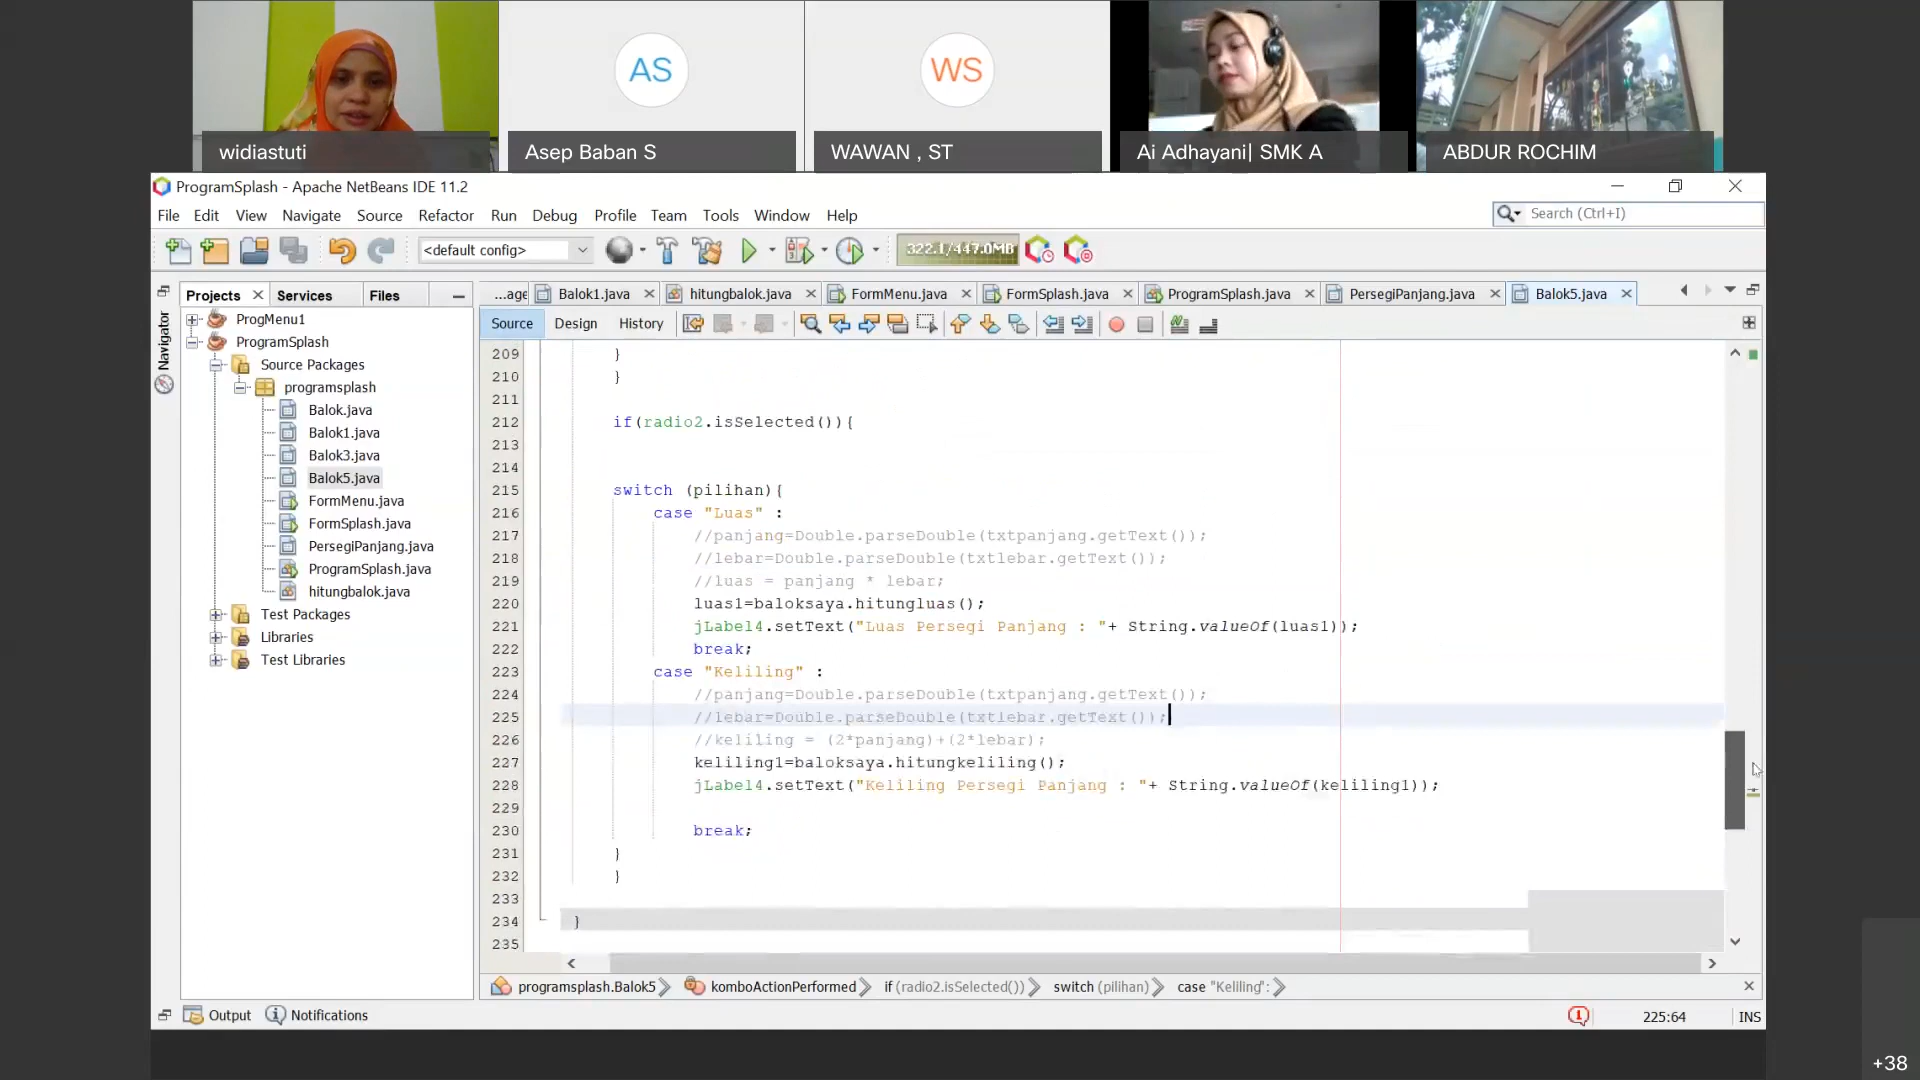 AS
WS
widiastuti
Asep Baban S
WAWAN , ST
Ai Adhayani| SMK A
ABDUR ROCHIM
ProgramSplash - Apache NetBeans IDE 11.2
File Edit View Navigate Source Refactor Run Debug Profile Team Tools Window Help
Search (Ctrl+I)
<default config>
322.1/447.0MB
Projects Services Files
...age Balok1.java hitungbalok.java FormMenu.java FormSplash.java ProgramSplash.java PersegiPanjang.java Balok5.java
Source Design History
Navigator
ProgMenu1
ProgramSplash
Source Packages
programsplash
Balok.java
Balok1.java
Balok3.java
Balok5.java
FormMenu.java
FormSplash.java
PersegiPanjang.java
ProgramSplash.java
hitungbalok.java
Test Packages
Libraries
Test Libraries
209 }
210 }
211
212 if(radio2.isSelected()){
213
214
215 switch (pilihan){
216 case "Luas" :
217 //panjang=Double.parseDouble(txtpanjang.getText());
218 //lebar=Double.parseDouble(txtlebar.getText());
219 //luas = panjang * lebar;
220 luas1=baloksaya.hitungluas();
221 jLabel4.setText("Luas Persegi Panjang : "+ String.valueOf(luas1));
222 break;
223 case "Keliling" :
224 //panjang=Double.parseDouble(txtpanjang.getText());
225 //lebar=Double.parseDouble(txtlebar.getText());
226 //keliling = (2*panjang)+(2*lebar);
227 keliling1=baloksaya.hitungkeliling();
228 jLabel4.setText("Keliling Persegi Panjang : "+ String.valueOf(keliling1));
229
230 break;
231 }
232 }
233
234 }
235
programsplash.Balok5 komboActionPerformed if (radio2.isSelected()) switch (pilihan) case "Keliling":
Output Notifications
225:64 INS
+38